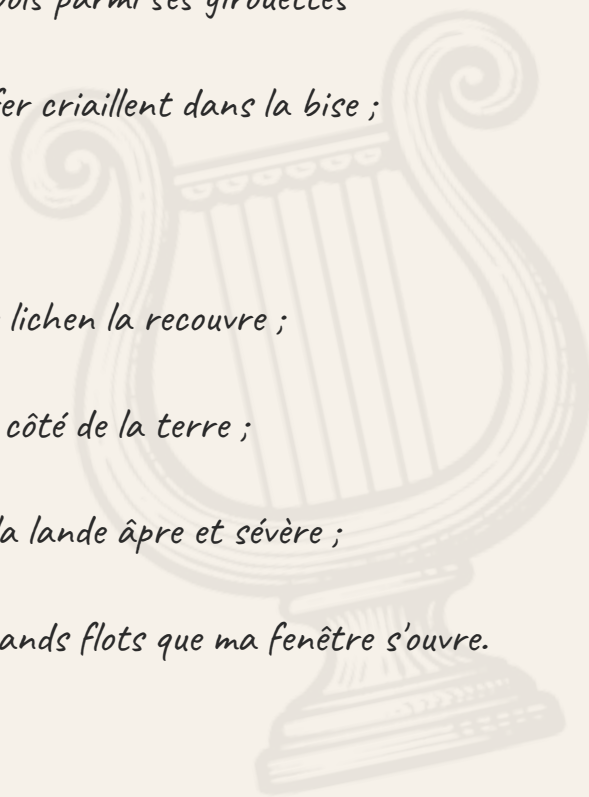 parmi ses girouettes
fer criaillent dans la bise ;
lichen la recouvre ;
côté de la terre ;
la lande âpre et sévère ;
ands flots que ma fenêtre s'ouvre.